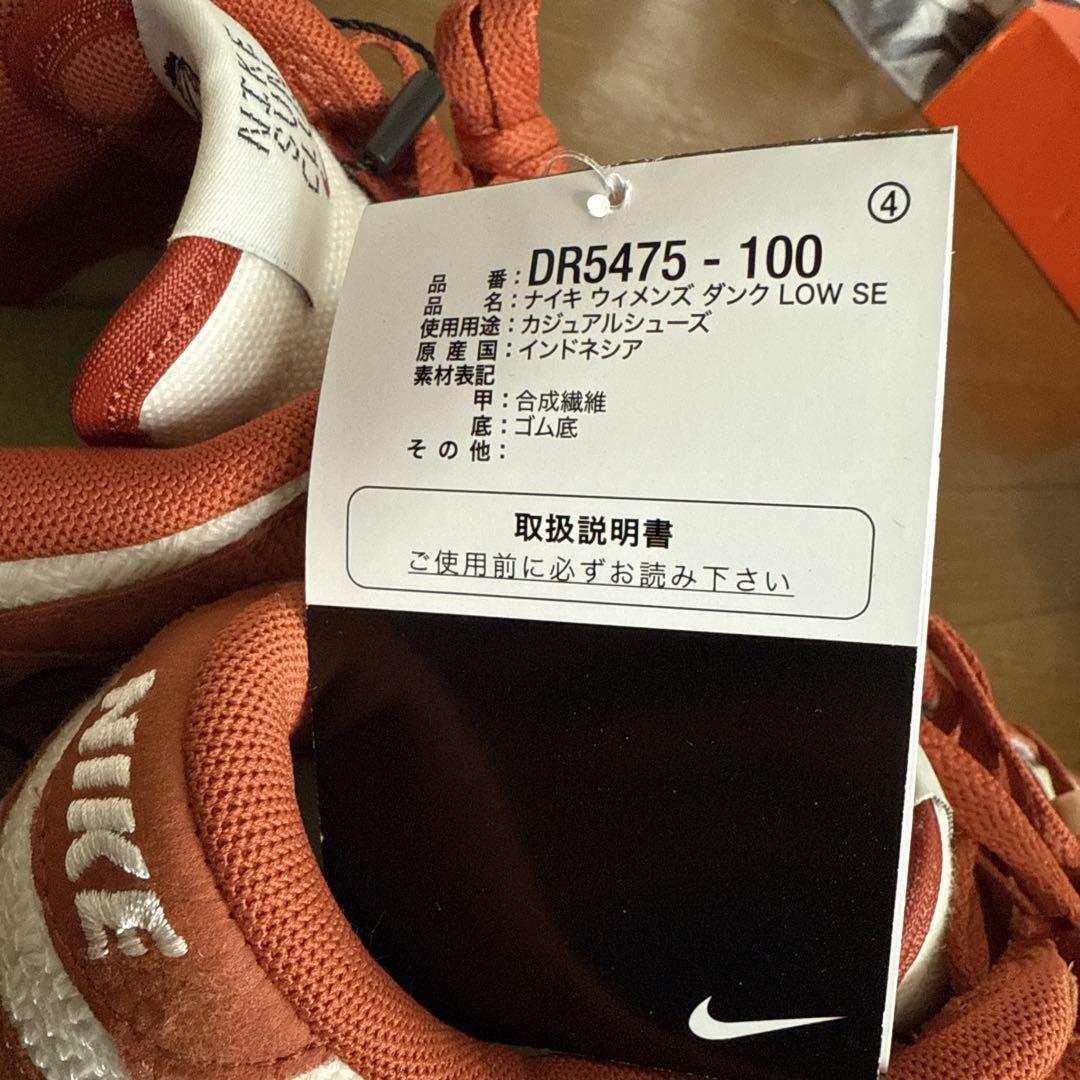 NIKE
SUN
CL
④
品 番：DR5475 - 100
品 名：ナイキ ウィメンズ ダンク LOW SE
使用用途：カジュアルシューズ
原 産 国：インドネシア
素材表記
甲：合成繊維
底：ゴム底
そ の 他：
取扱説明書
ご使用前に必ずお読み下さい
NIKE